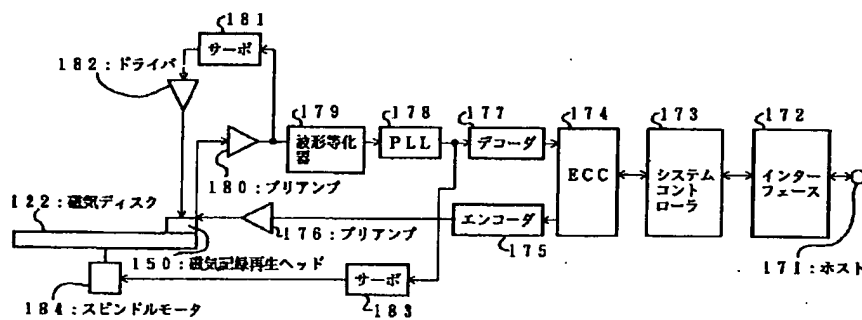 181
サーボ
182：ドライバ
179
波形等化
器
178
PLL
177
デコーダ
174
ECC
173
システム
コント
ローラ
172
インター
フェース
180：プリアンプ
122：磁気ディスク
176：プリアンプ
エンコーダ
175
150：磁気記録再生ヘッド
171：ホスト
サーボ
183
184：スピンドルモータ